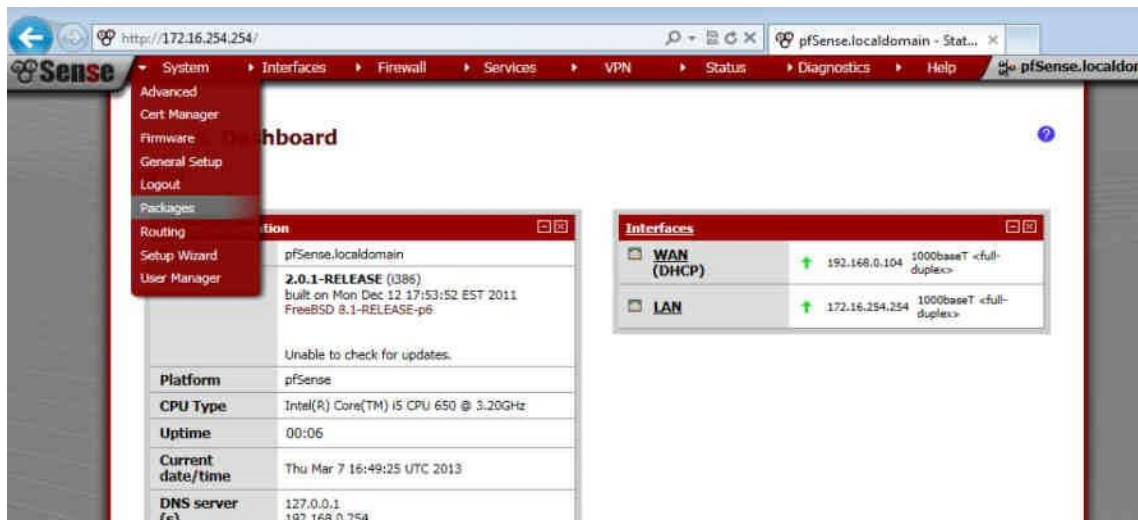 http://172.16.254.254/
pfSense.localdomain - Stat...
Sense
System
Interfaces
Firewall
Services
VPN
Status
Diagnostics
Help
pfSense.localdor
Advanced
Cert Manager
Firmware
General Setup
Logout
Packages
Routing
Setup Wizard
User Manager
hboard
tion
pfSense.localdomain
2.0.1-RELEASE (i386)
built on Mon Dec 12 17:53:52 EST 2011
FreeBSD 8.1-RELEASE-p6
Unable to check for updates.
Platform pfSense
CPU Type Intel(R) Core(TM) i5 CPU 650 @ 3.20GHz
Uptime 00:06
Current date/time Thu Mar 7 16:49:25 UTC 2013
DNS server (s) 127.0.0.1
192.168.0.254
Interfaces
WAN (DHCP) 192.168.0.104 1000baseT <full-duplex>
LAN 172.16.254.254 1000baseT <full-duplex>